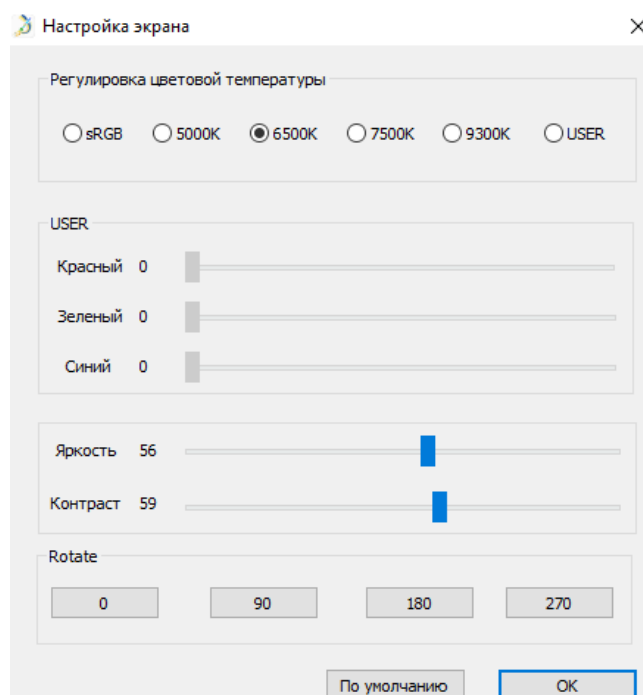 Настройка экрана
Регулировка цветовой температуры
sRGB 5000K 6500K 7500K 9300K USER
USER
Красный 0
Зеленый 0
Синий 0
Яркость 56
Контраст 59
Rotate
0 90 180 270
По умолчанию OK